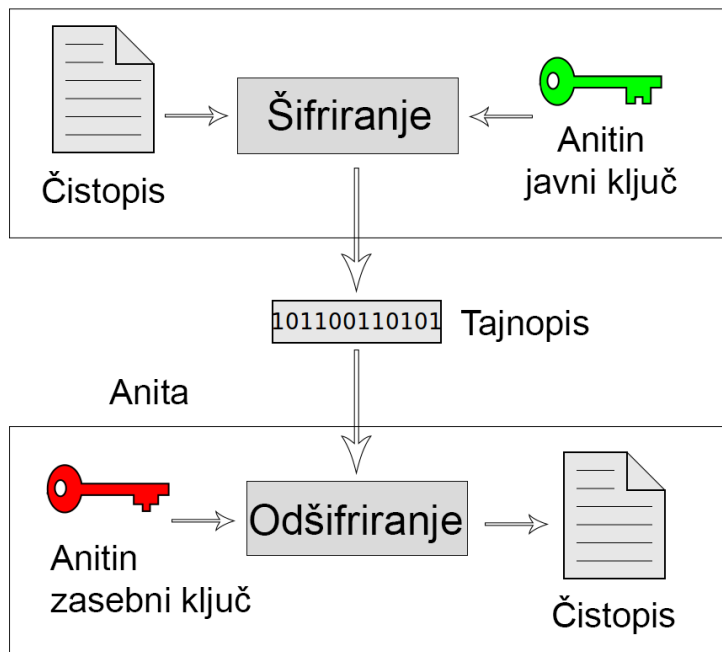 Šifriranje
Čistopis
Anitin
javni ključ
101100110101
Tajnopis
Anita
Odšifriranje
Anitin
zasebni ključ
Čistopis